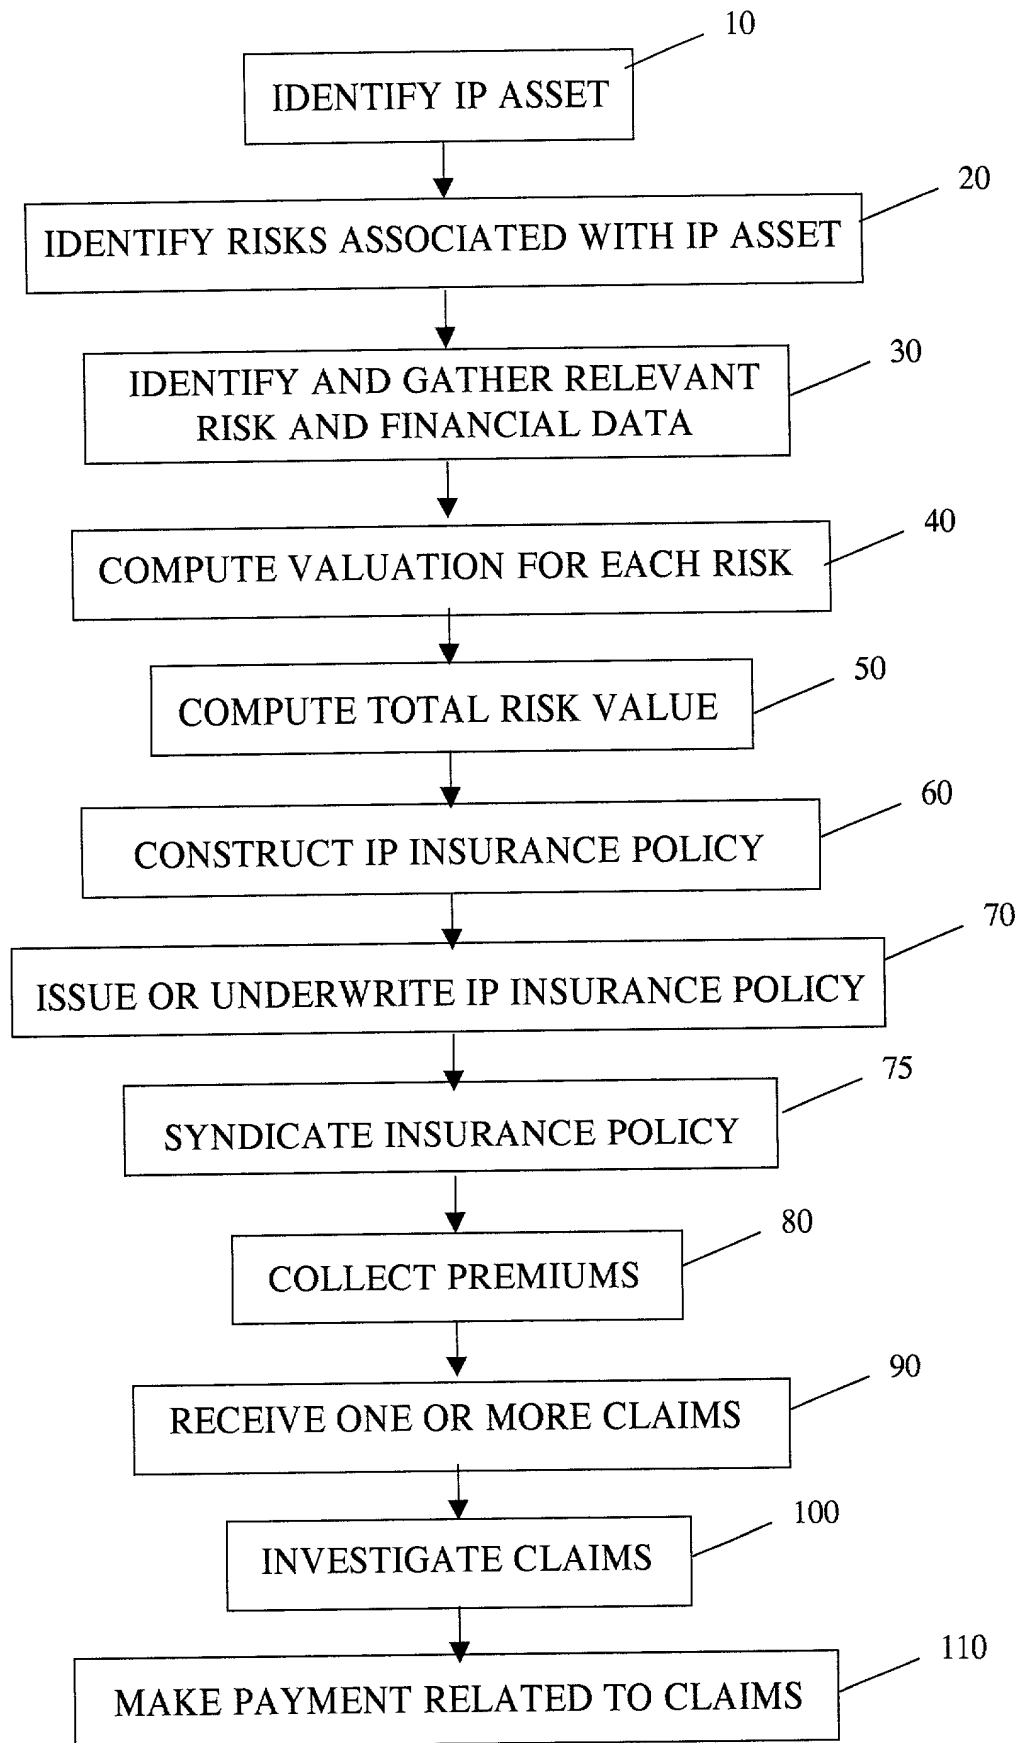 10
IDENTIFY IP ASSET
20
IDENTIFY RISKS ASSOCIATED WITH IP ASSET
30
IDENTIFY AND GATHER RELEVANT
RISK AND FINANCIAL DATA
40
COMPUTE VALUATION FOR EACH RISK
50
COMPUTE TOTAL RISK VALUE
60
CONSTRUCT IP INSURANCE POLICY
70
ISSUE OR UNDERWRITE IP INSURANCE POLICY
75
SYNDICATE INSURANCE POLICY
80
COLLECT PREMIUMS
90
RECEIVE ONE OR MORE CLAIMS
100
INVESTIGATE CLAIMS
110
MAKE PAYMENT RELATED TO CLAIMS